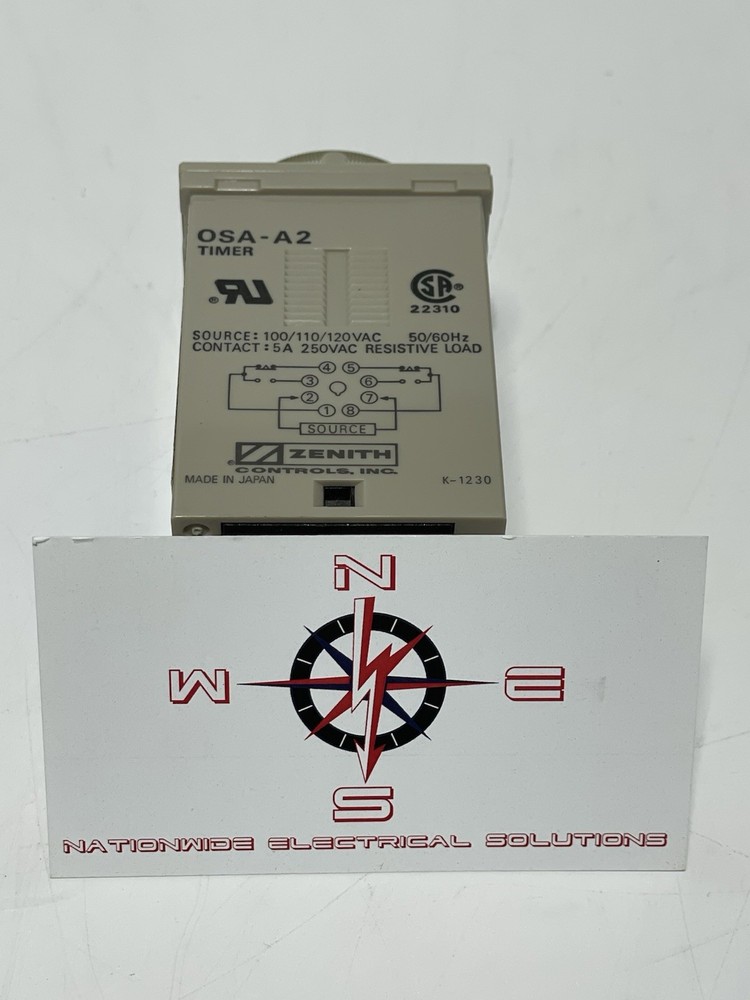 OSA-A2
TIMER
®
®
22310
SOURCE: 100/110/120VAC 50/60Hz
CONTACT: 5A 250VAC RESISTIVE LOAD
4 5
3 6
2 7
1 8
SOURCE
® ZENITH
CONTROLS, INC.
MADE IN JAPAN K-1230
N
W E
S
NATIONWIDE ELECTRICAL SOLUTIONS